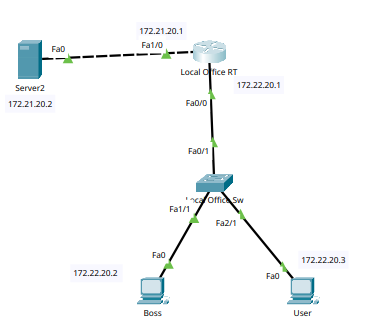 172.21.20.1
Fa0
Fa1/0
Local Office RT
Server2
172.21.20.2
172.22.20.1
Fa0/0
Fa0/1
Local Office Sw
Fa1/1
Fa2/1
Fa0
172.22.20.3
172.22.20.2
Fa0
Boss
User